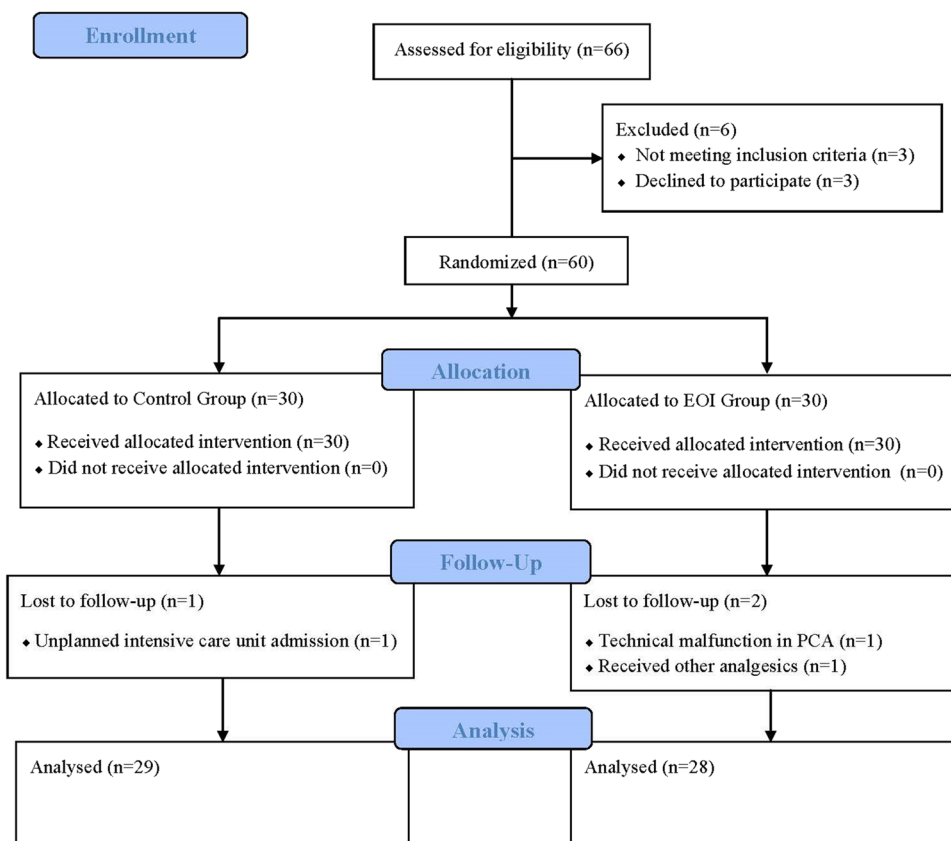 Enrollment
Assessed for eligibility (n=66)
Excluded (n=6)
♦ Not meeting inclusion criteria (n=3)
♦ Declined to participate (n=3)
Randomized (n=60)
Allocation
Allocated to Control Group (n=30)
♦ Received allocated intervention (n=30)
♦ Did not receive allocated intervention (n=0)
Allocated to EOI Group (n=30)
♦ Received allocated intervention (n=30)
♦ Did not receive allocated intervention (n=0)
Follow-Up
Lost to follow-up (n=1)
♦ Unplanned intensive care unit admission (n=1)
Lost to follow-up (n=2)
♦ Technical malfunction in PCA (n=1)
♦ Received other analgesics (n=1)
Analysis
Analysed (n=29)
Analysed (n=28)